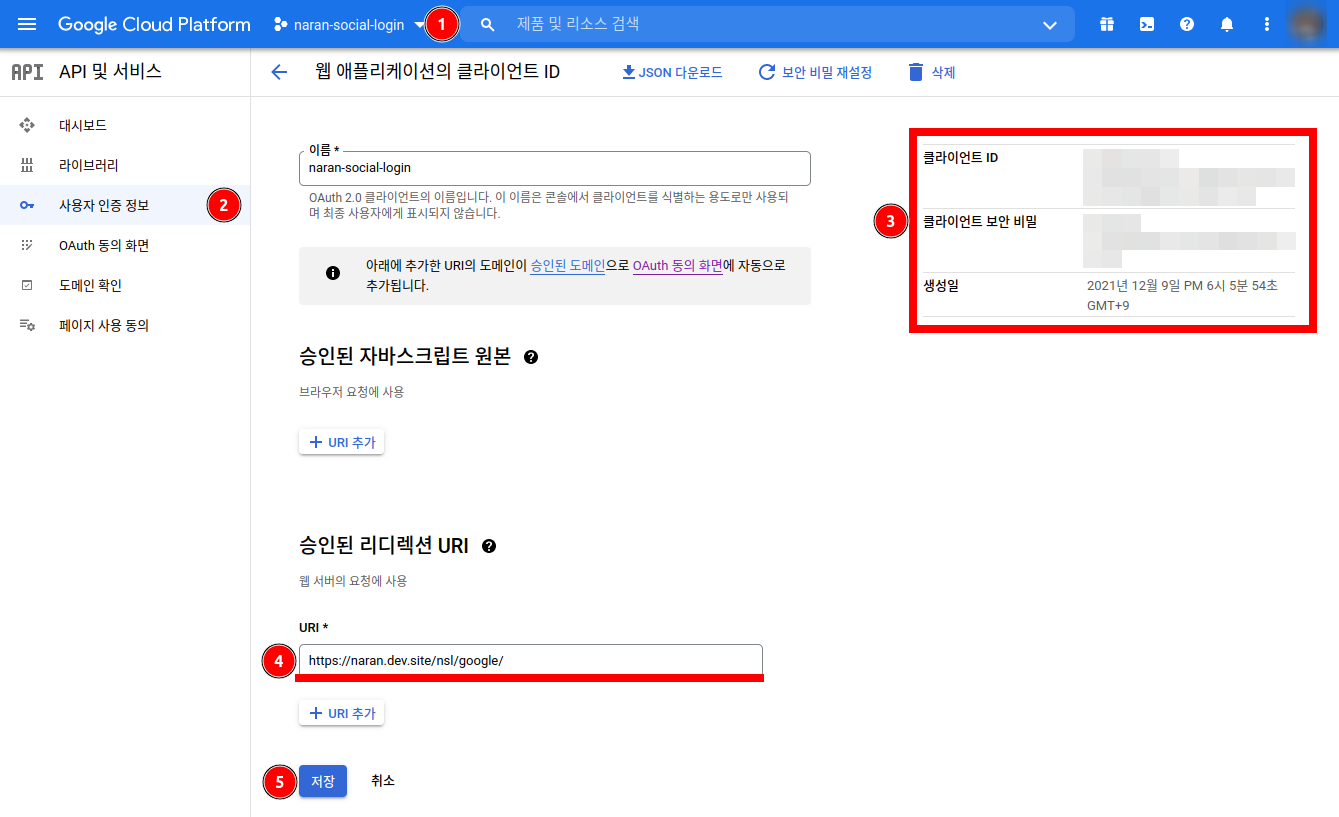 Google Cloud Platform
naran-social-login
1
제품 및 리소스 검색
API
API 및 서비스
웹 애플리케이션의 클라이언트 ID
JSON 다운로드
보안 비밀 재설정
삭제
대시보드
라이브러리
사용자 인증 정보
2
OAuth 동의 화면
도메인 확인
페이지 사용 동의
이름 *
naran-social-login
OAuth 2.0 클라이언트의 이름입니다. 이 이름은 콘솔에서 클라이언트를 식별하는 용도로만 사용되
며 최종 사용자에게 표시되지 않습니다.
아래에 추가한 URI의 도메인이 승인된 도메인으로 OAuth 동의 화면에 자동으로
추가됩니다.
3
클라이언트 ID
클라이언트 보안 비밀
생성일
2021년 12월 9일 PM 6시 5분 54초
GMT+9
승인된 자바스크립트 원본
브라우저 요청에 사용
+ URI 추가
승인된 리디렉션 URI
웹 서버의 요청에 사용
URI *
4
https://naran.dev.site/nsl/google/
+ URI 추가
5
저장
취소